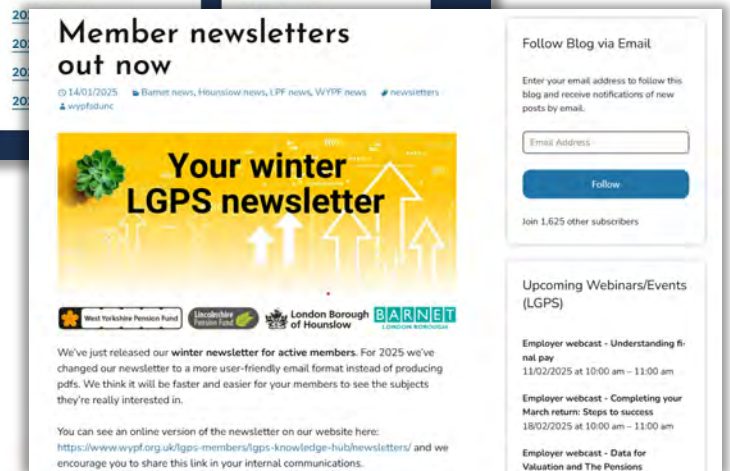 20
20
20
20
Member newsletters
out now
14/01/2025 Barnet news, Hounslow news, LPF news, WYPF news newsletters
wypfsdunc
Your winter
LGPS newsletter
West Yorkshire Pension Fund
Lincolnshire
Pension Fund
London Borough
of Hounslow
BARNET
LONDON BOROUGH
We've just released our winter newsletter for active members. For 2025 we've
changed our newsletter to a more user-friendly email format instead of producing
pdfs. We think it will be faster and easier for your members to see the subjects
they're really interested in.
You can see an online version of the newsletter on our website here:
https://www.wypf.org.uk/lgps-members/lgps-knowledge-hub/newsletters/ and we
encourage you to share this link in your internal communications.
Follow Blog via Email
Enter your email address to follow this
blog and receive notifications of new
posts by email.
Email Address
Follow
Join 1,625 other subscribers
Upcoming Webinars/Events
(LGPS)
Employer webcast - Understanding fi-
nal pay
11/02/2025 at 10:00 am – 11:00 am
Employer webcast - Completing your
March return: Steps to success
18/02/2025 at 10:00 am – 11:00 am
Employer webcast - Data for
Valuation and The Pensions